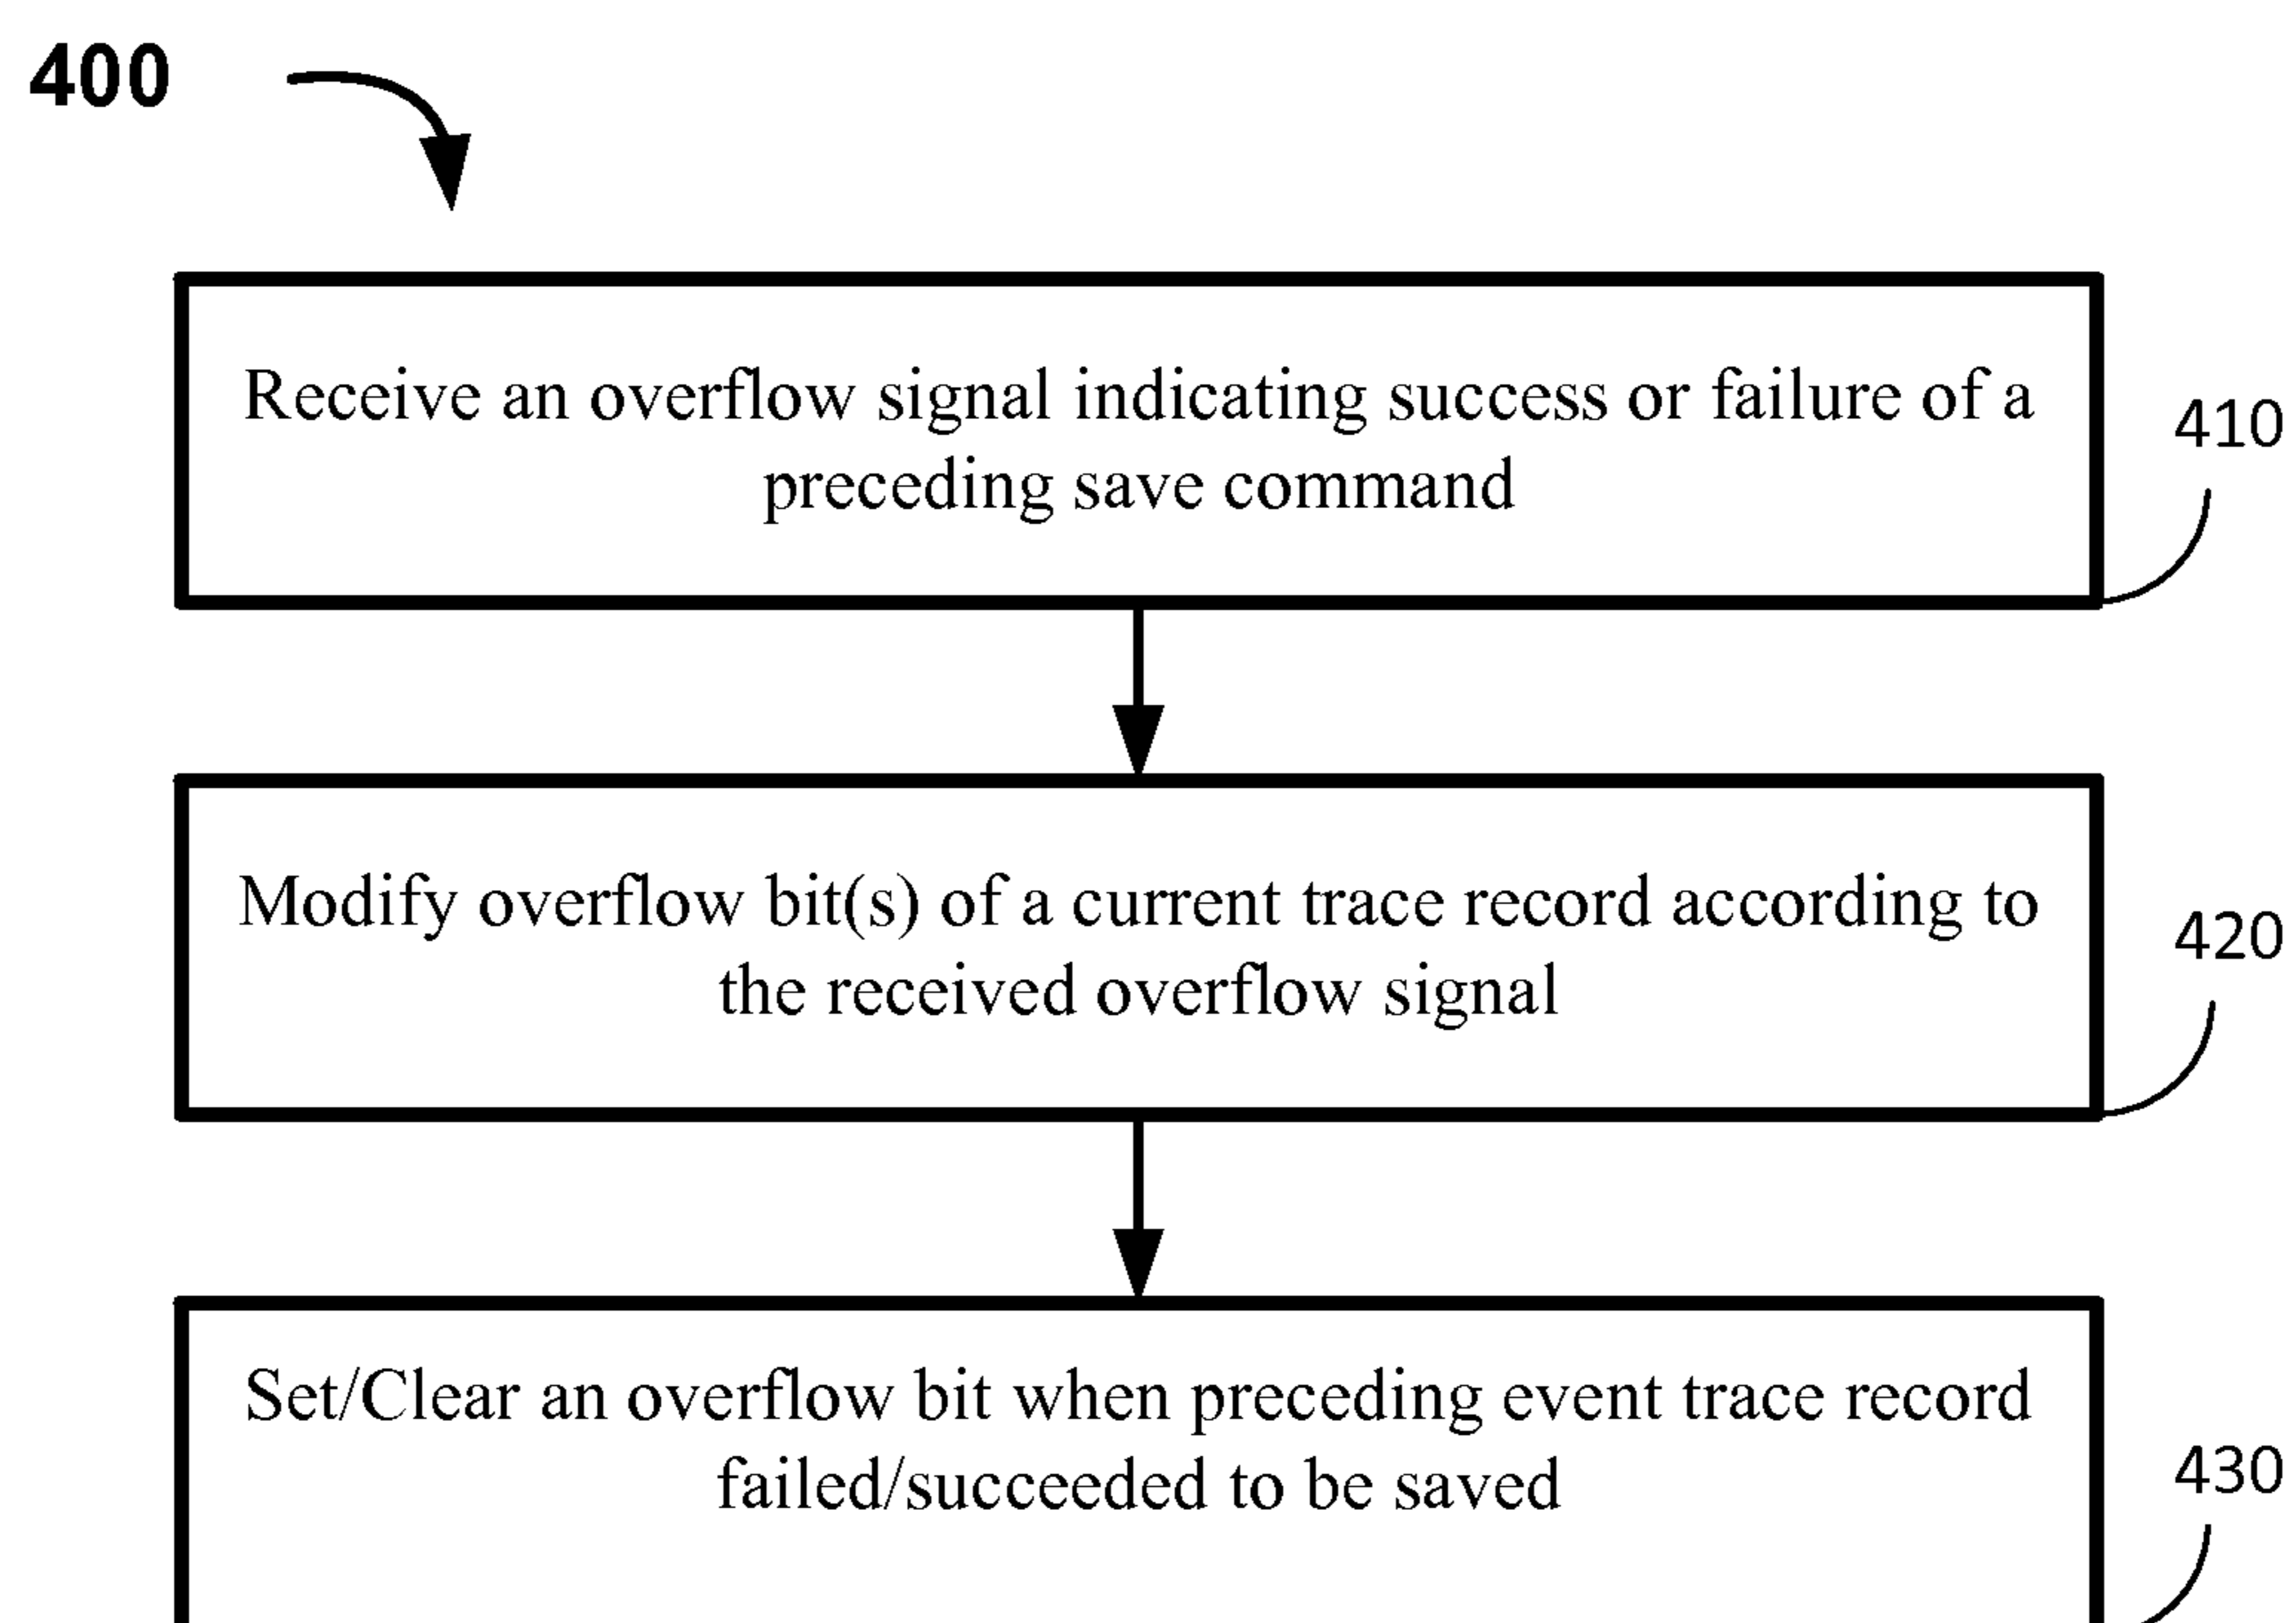 400
Receive an overflow signal indicating success or failure of a
preceding save command
410
Modify overflow bit(s) of a current trace record according to
the received overflow signal
420
Set/Clear an overflow bit when preceding event trace record
failed/succeeded to be saved
430